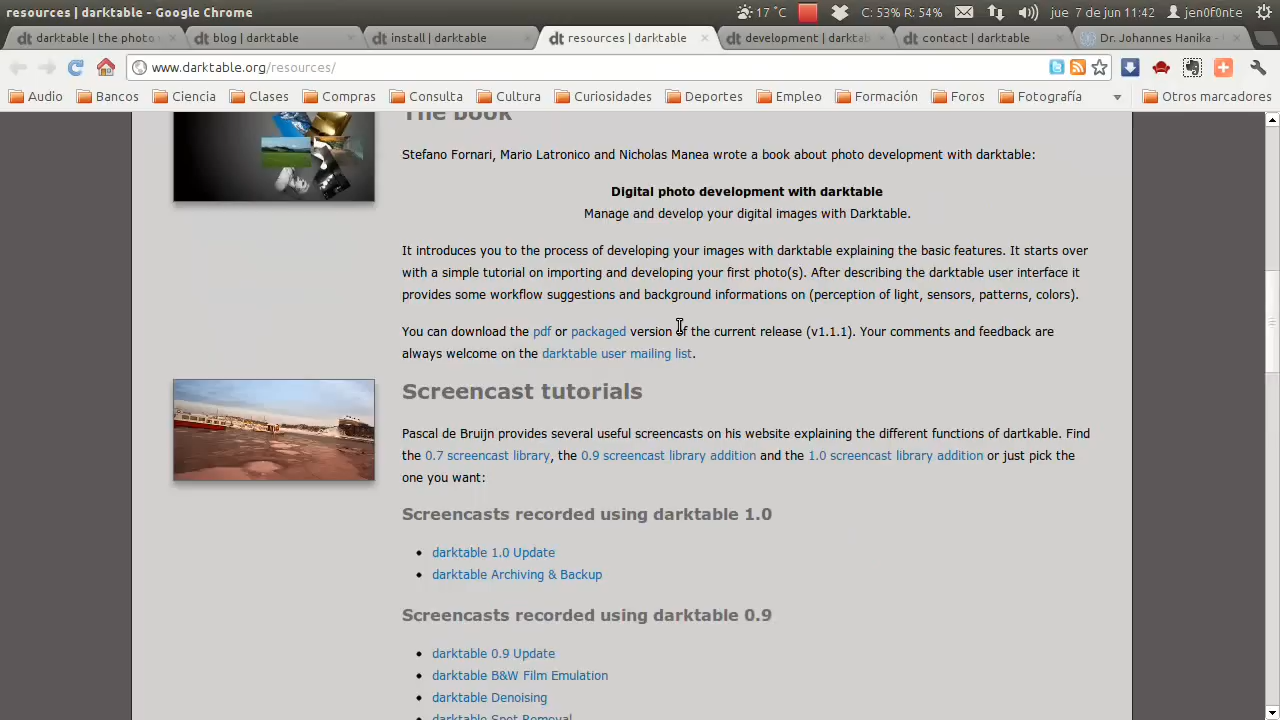 resources | darktable - Google Chrome
17 °C
C: 53% R: 54%
jue 7 de jun 11:42
jen0f0nte
dt darktable | the photo
dt blog | darktable
dt install | darktable
dt resources | darktable
dt development | darktab
dt contact | darktable
Dr. Johannes Hanika -
www.darktable.org/resources/
Audio
Bancos
Ciencia
Clases
Compras
Consulta
Cultura
Curiosidades
Deportes
Empleo
Formación
Foros
Fotografía
Otros marcadores
The book
Stefano Fornari, Mario Latronico and Nicholas Manea wrote a book about photo development with darktable:
Digital photo development with darktable
Manage and develop your digital images with Darktable.
It introduces you to the process of developing your images with darktable explaining the basic features. It starts over
with a simple tutorial on importing and developing your first photo(s). After describing the darktable user interface it
provides some workflow suggestions and background informations on (perception of light, sensors, patterns, colors).
You can download the pdf or packaged version of the current release (v1.1.1). Your comments and feedback are
always welcome on the darktable user mailing list.
Screencast tutorials
Pascal de Bruijn provides several useful screencasts on his website explaining the different functions of dartkable. Find
the 0.7 screencast library, the 0.9 screencast library addition and the 1.0 screencast library addition or just pick the
one you want:
Screencasts recorded using darktable 1.0
• darktable 1.0 Update
• darktable Archiving & Backup
Screencasts recorded using darktable 0.9
• darktable 0.9 Update
• darktable B&W Film Emulation
• darktable Denoising
• darktable Spot Removal